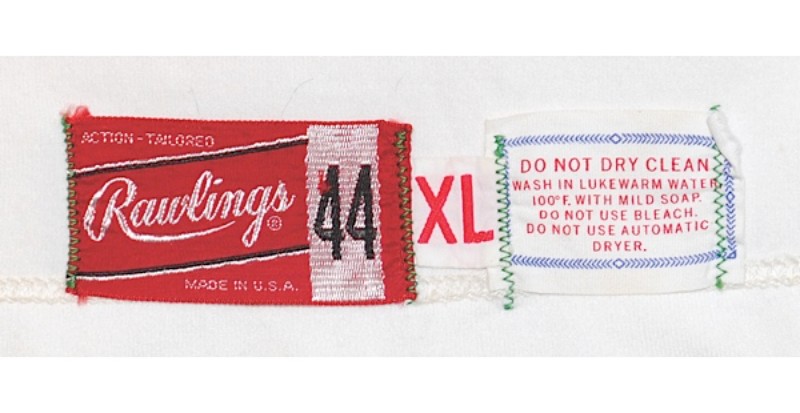 ACTION-TAILORED
Rawlings®
44
MADE IN U.S.A.
XL
DO NOT DRY CLEAN
WASH IN LUKEWARM WATER
100°F. WITH MILD SOAP.
DO NOT USE BLEACH.
DO NOT USE AUTOMATIC
DRYER.